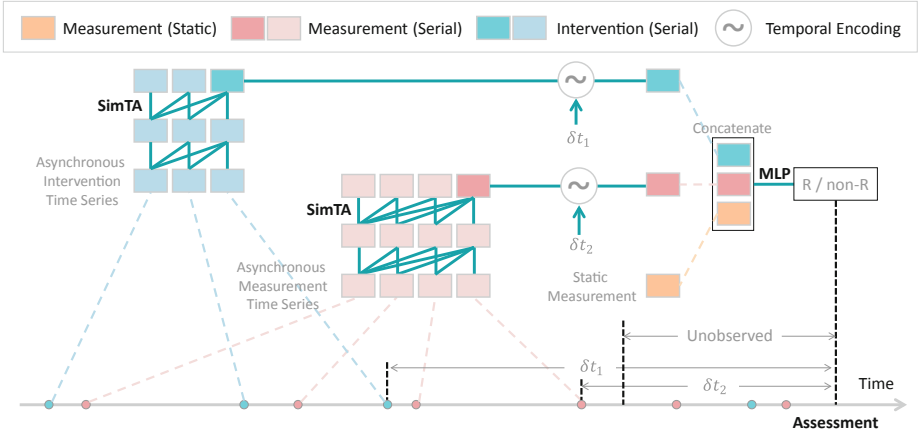 Measurement (Static)
Measurement (Serial)
Intervention (Serial)
~
Temporal Encoding
SimTA
~
δt₁
Asynchronous
Intervention
Time Series
Concatenate
MLP
R / non-R
SimTA
~
δt₂
Asynchronous
Measurement
Time Series
Static
Measurement
Unobserved
δt₁
δt₂
Time
Assessment